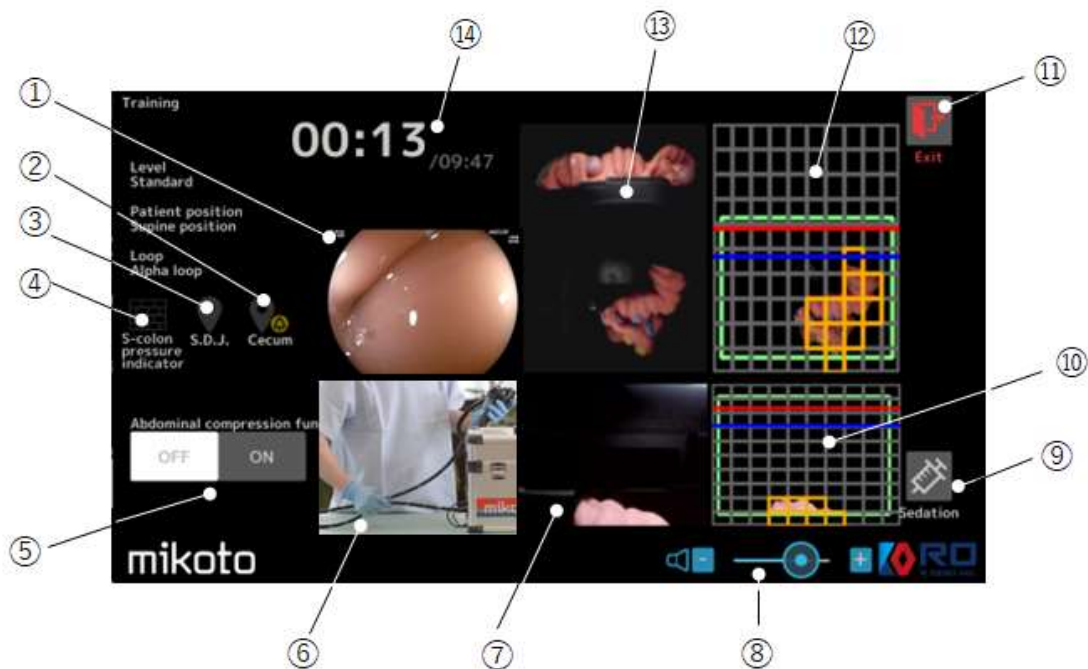 ⑭
⑬
⑫
⑪
①
②
③
④
Training
00:13
/09:47
Level
Standard
Patient position
Supine position
Loop
Alpha loop
S-colon
pressure
indicator
S.D.J.
Cecum
Exit
Abdominal compression fun
OFF
ON
mikoto
Sedation
-
+
RO
⑤
⑥
⑦
⑧
⑨
⑩